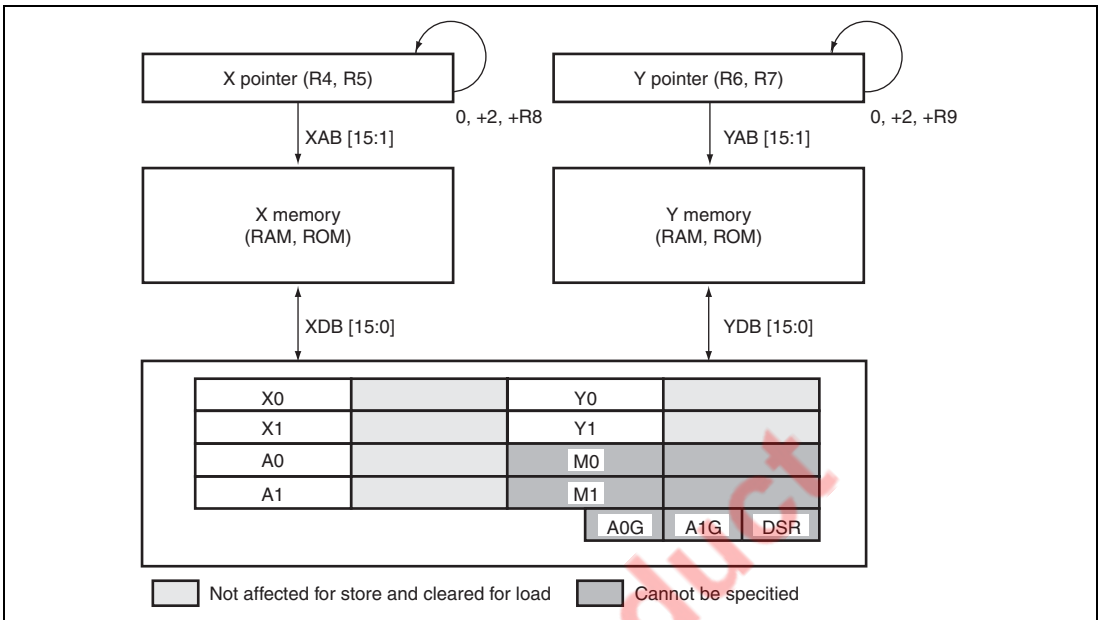 X pointer (R4, R5)
Y pointer (R6, R7)
0, +2, +R8
0, +2, +R9
XAB [15:1]
YAB [15:1]
X memory
(RAM, ROM)
Y memory
(RAM, ROM)
XDB [15:0]
YDB [15:0]
X0
Y0
X1
Y1
A0
M0
A1
M1
A0G
A1G
DSR
Not affected for store and cleared for load
Cannot be specitied
duct